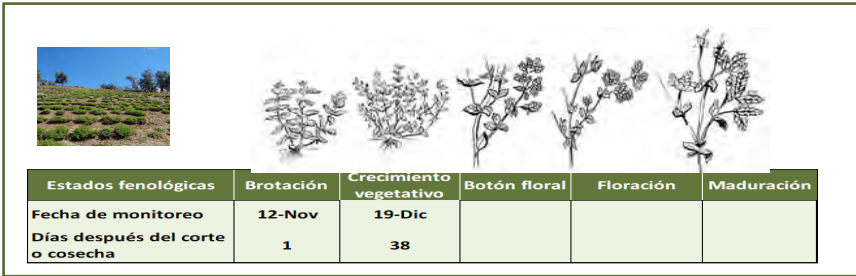 Estados fenológicas Brotación Crecimiento vegetativo Botón floral Floración Maduración
Fecha de monitoreo 12-Nov 19-Dic
Días después del corte o cosecha 1 38